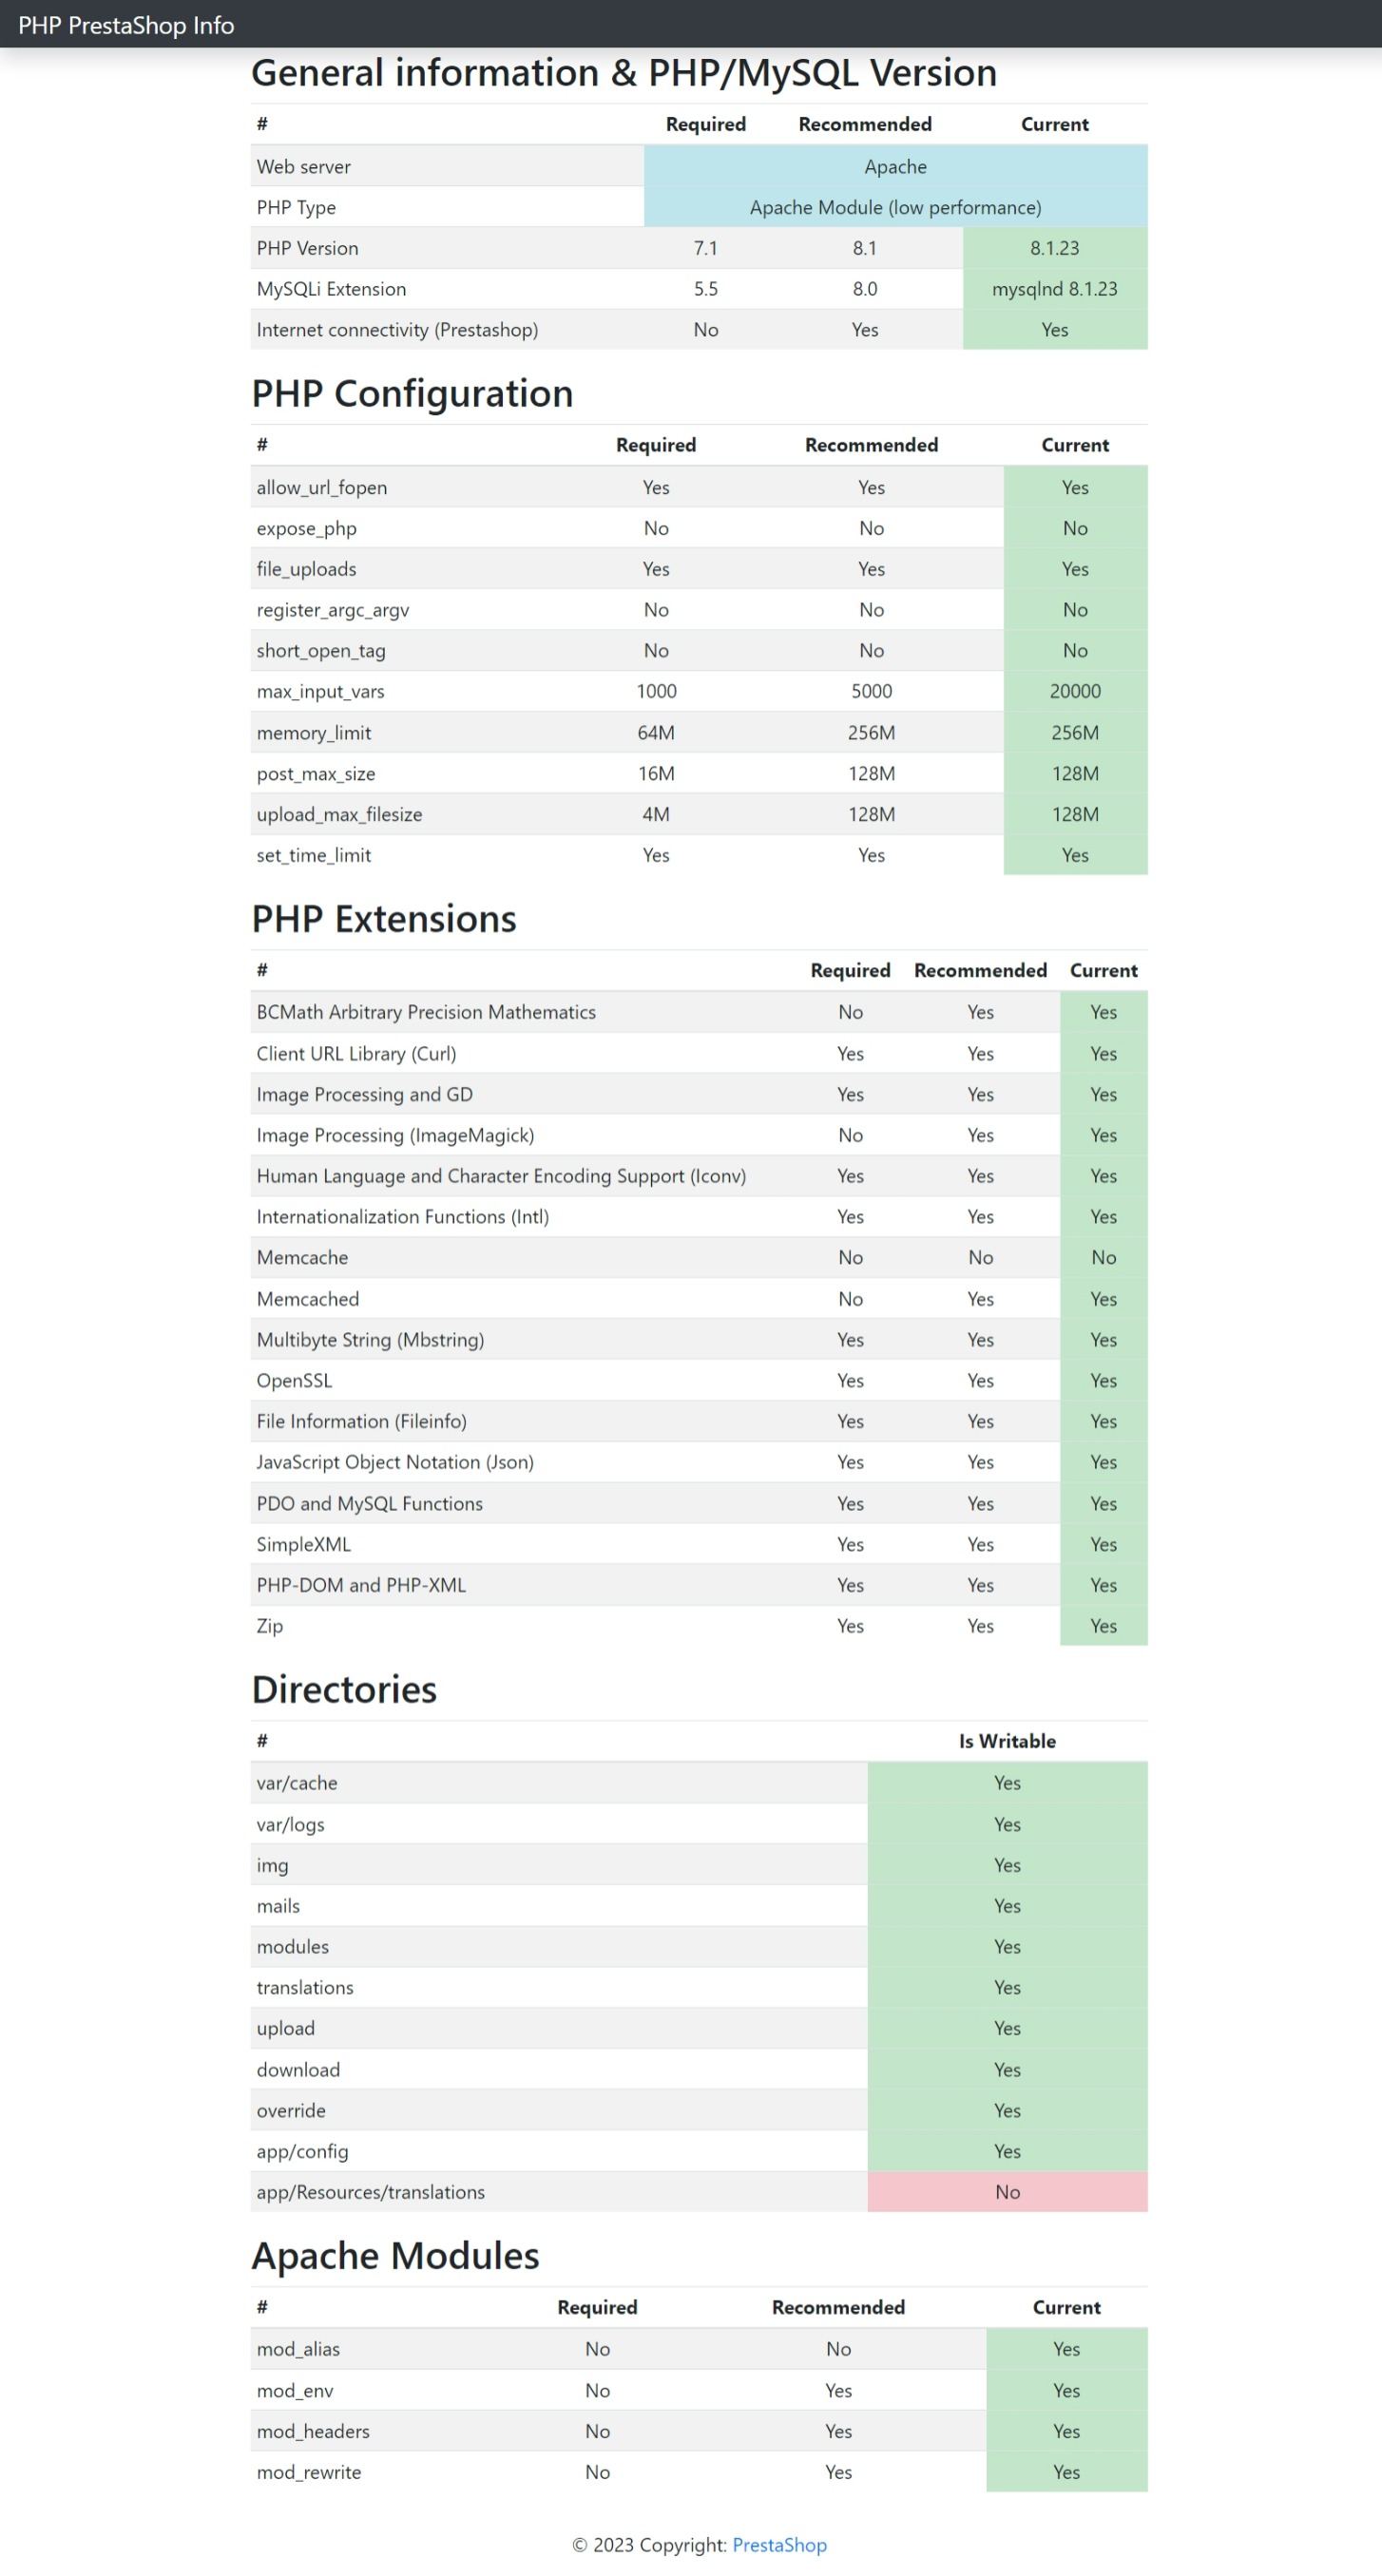 PHP PrestaShop Info
General information & PHP/MySQL Version
# Required Recommended Current
Web server Apache
PHP Type Apache Module (low performance)
PHP Version 7.1 8.1 8.1.23
MySQLi Extension 5.5 8.0 mysqlnd 8.1.23
Internet connectivity (Prestashop) No Yes Yes
PHP Configuration
# Required Recommended Current
allow_url_fopen Yes Yes Yes
expose_php No No No
file_uploads Yes Yes Yes
register_argc_argv No No No
short_open_tag No No No
max_input_vars 1000 5000 20000
memory_limit 64M 256M 256M
post_max_size 16M 128M 128M
upload_max_filesize 4M 128M 128M
set_time_limit Yes Yes Yes
PHP Extensions
# Required Recommended Current
BCMath Arbitrary Precision Mathematics No Yes Yes
Client URL Library (Curl) Yes Yes Yes
Image Processing and GD Yes Yes Yes
Image Processing (ImageMagick) No Yes Yes
Human Language and Character Encoding Support (Iconv) Yes Yes Yes
Internationalization Functions (Intl) Yes Yes Yes
Memcache No No No
Memcached No Yes Yes
Multibyte String (Mbstring) Yes Yes Yes
OpenSSL Yes Yes Yes
File Information (Fileinfo) Yes Yes Yes
JavaScript Object Notation (Json) Yes Yes Yes
PDO and MySQL Functions Yes Yes Yes
SimpleXML Yes Yes Yes
PHP-DOM and PHP-XML Yes Yes Yes
Zip Yes Yes Yes
Directories
# Is Writable
var/cache Yes
var/logs Yes
img Yes
mails Yes
modules Yes
translations Yes
upload Yes
download Yes
override Yes
app/config Yes
app/Resources/translations No
Apache Modules
# Required Recommended Current
mod_alias No No Yes
mod_env No Yes Yes
mod_headers No Yes Yes
mod_rewrite No Yes Yes
© 2023 Copyright: PrestaShop